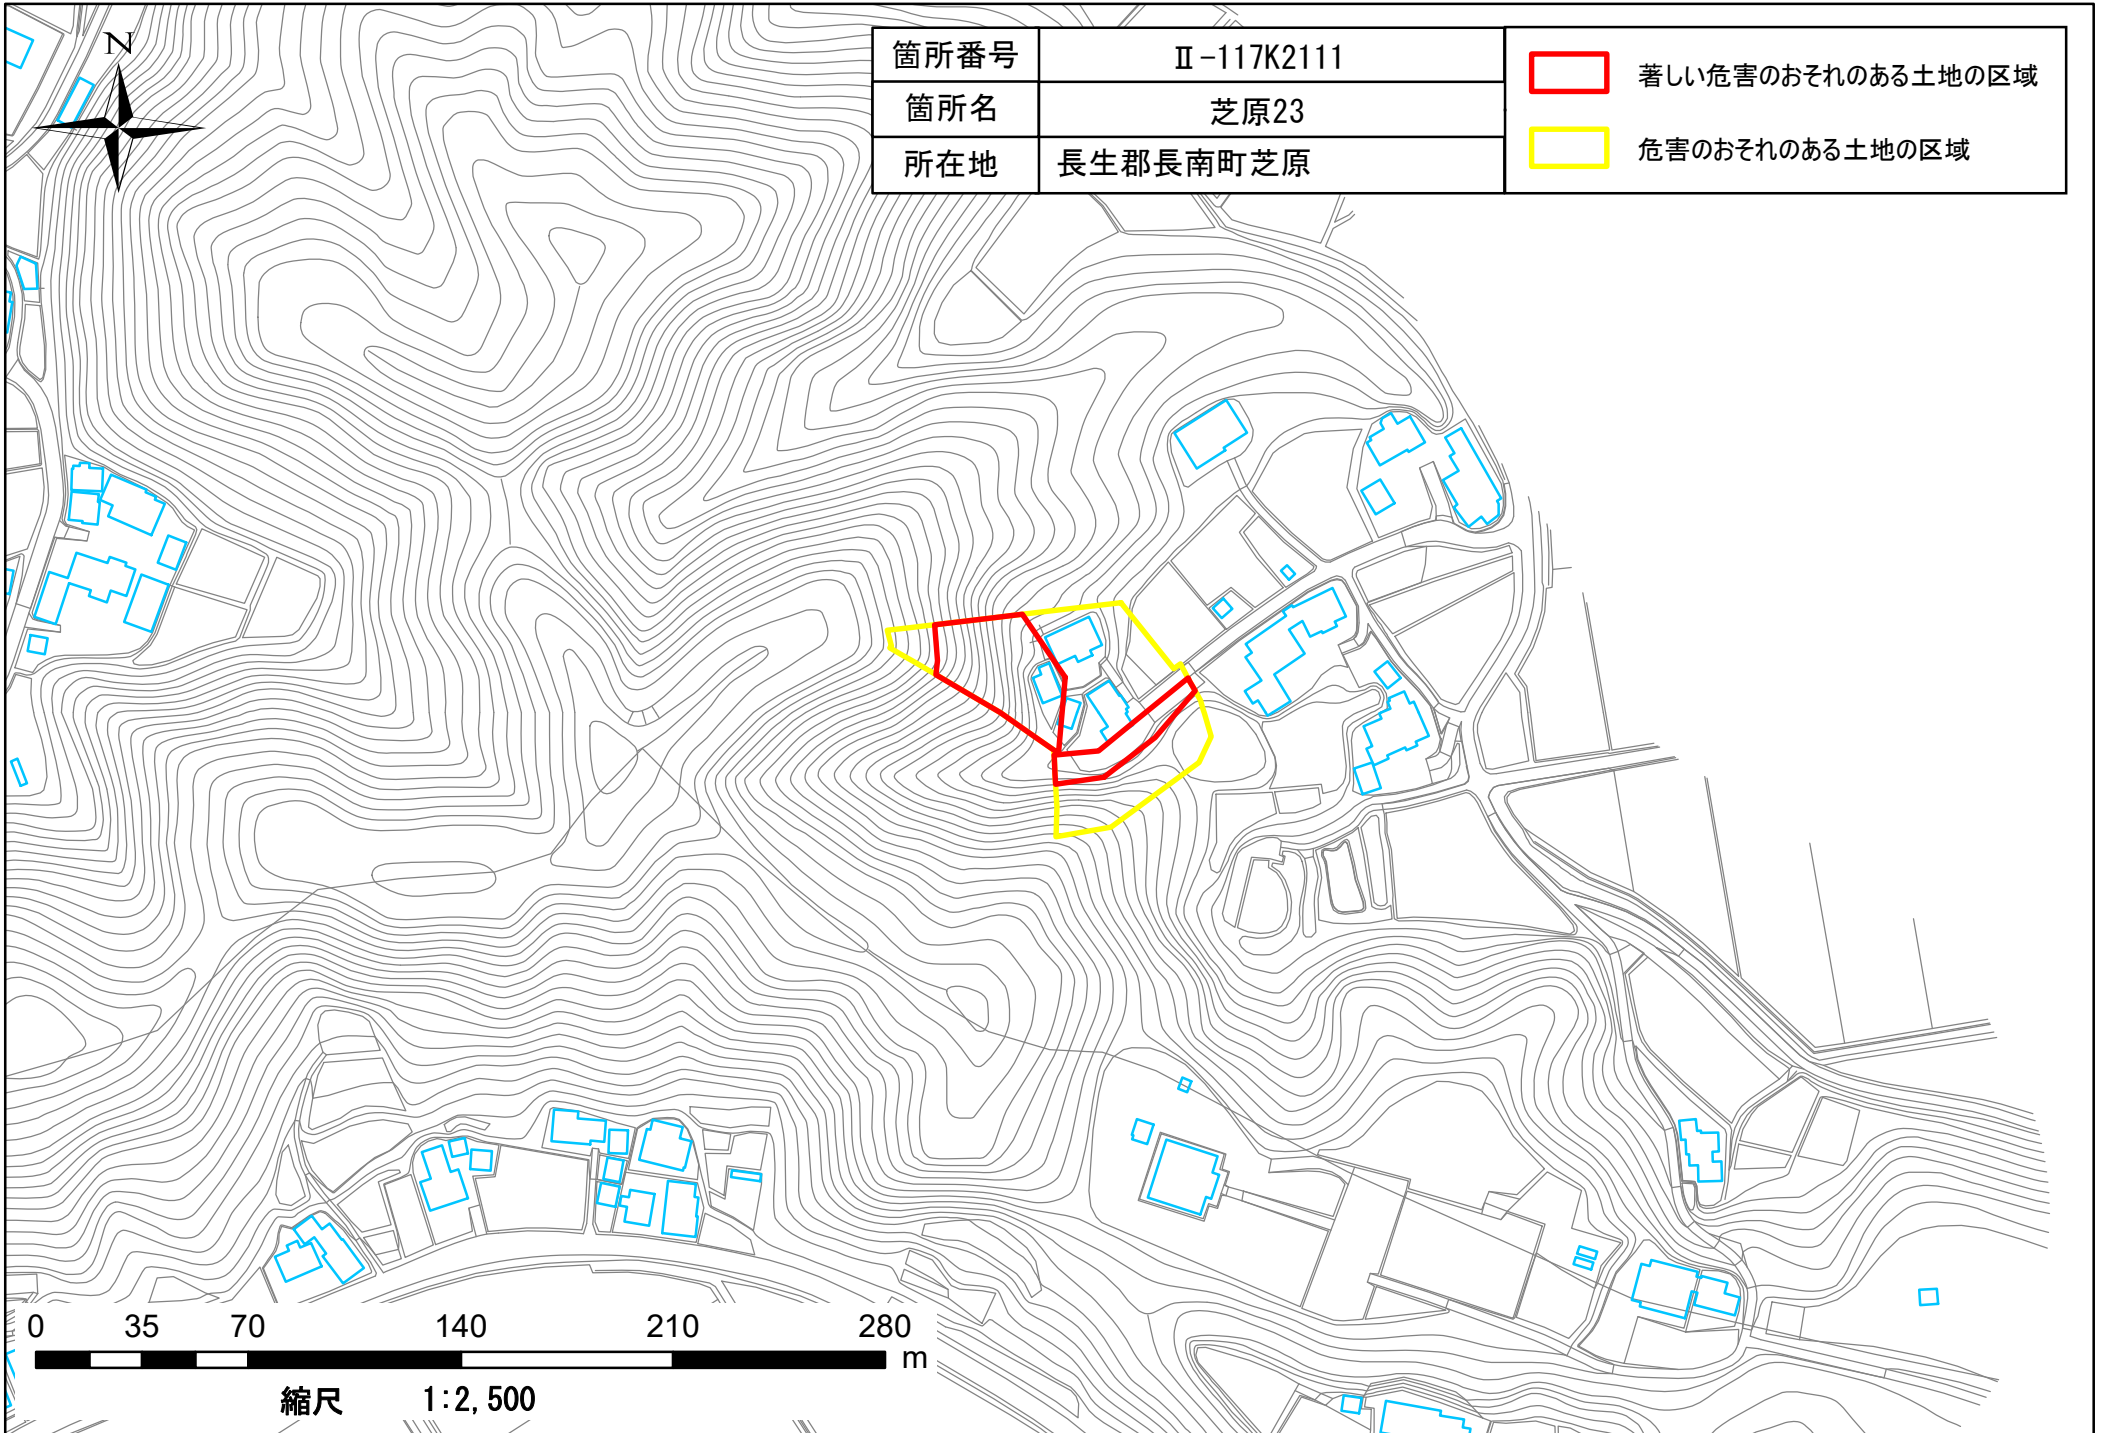 N
箇所番号 Ⅱ-117K2111
箇所名 芝原23
所在地 長生郡長南町芝原
著しい危害のおそれのある土地の区域
危害のおそれのある土地の区域
0 35 70 140 210 280
m
縮尺 1:2,500